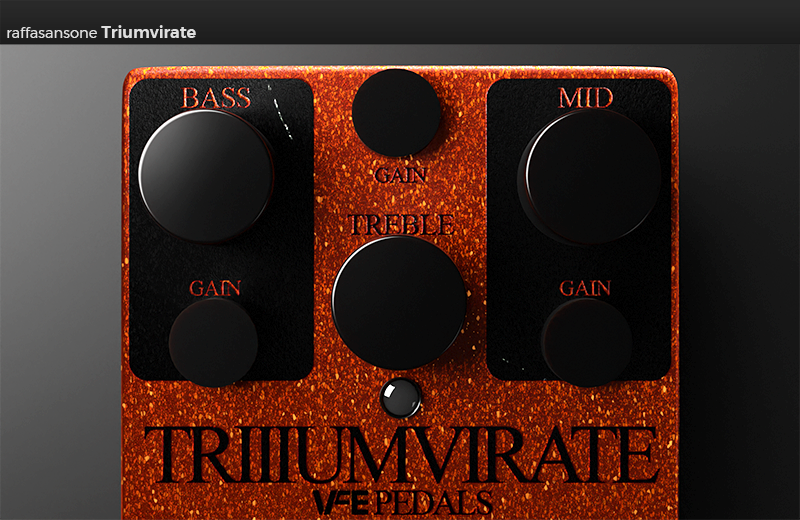 raffasansone Triumvirate
BASS
GAIN
MID
TREBLE
GAIN
GAIN
TRIIIUMVIRATE
VFE PEDALS